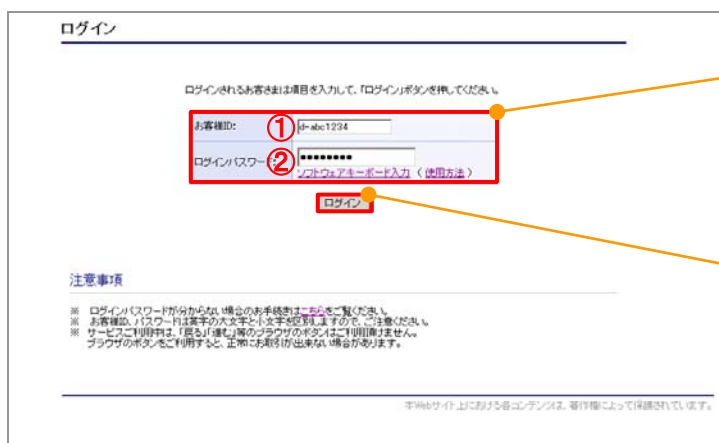 ログイン
ログインされるお客さまは項目を入力して、「ログイン」ボタンを押してください。
お客様ID: ① d-abc1234
ログインパスワード: ② ●●●●●●●●
ソフトウェアキーボード入力 ( 使用方法 )
ログイン
注意事項
※ ログインパスワードが分からない場合のお手続きはこちらをご覧ください。
※ お客様ID、パスワードは英字の大文字と小文字を区別しますので、ご注意ください。
※ サービスご利用中は、「戻る」「進む」等のブラウザのボタンはご利用頂けません。
ブラウザのボタンをご利用すると、正常にお取引が出来ない場合があります。
本Webサイト上における各コンテンツは、著作権によって保護されています。